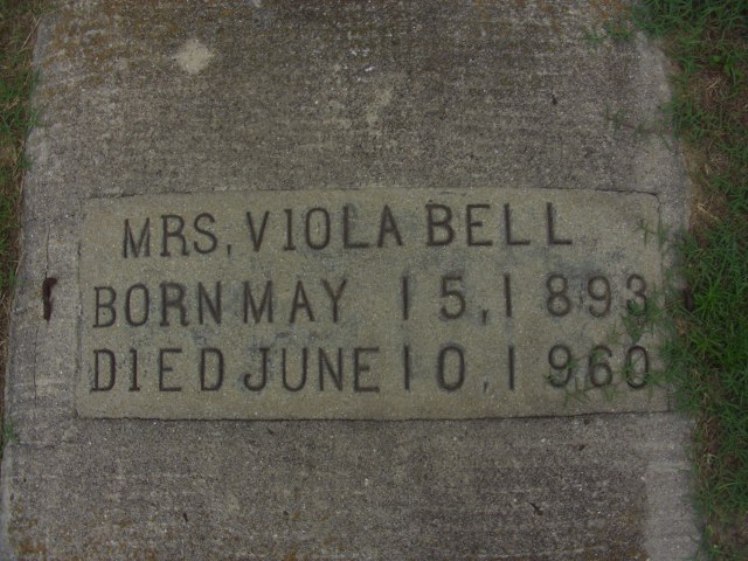 MRS, VIOLA BELL
BORN MAY 15, 1893
DIED JUNE 10, 1960